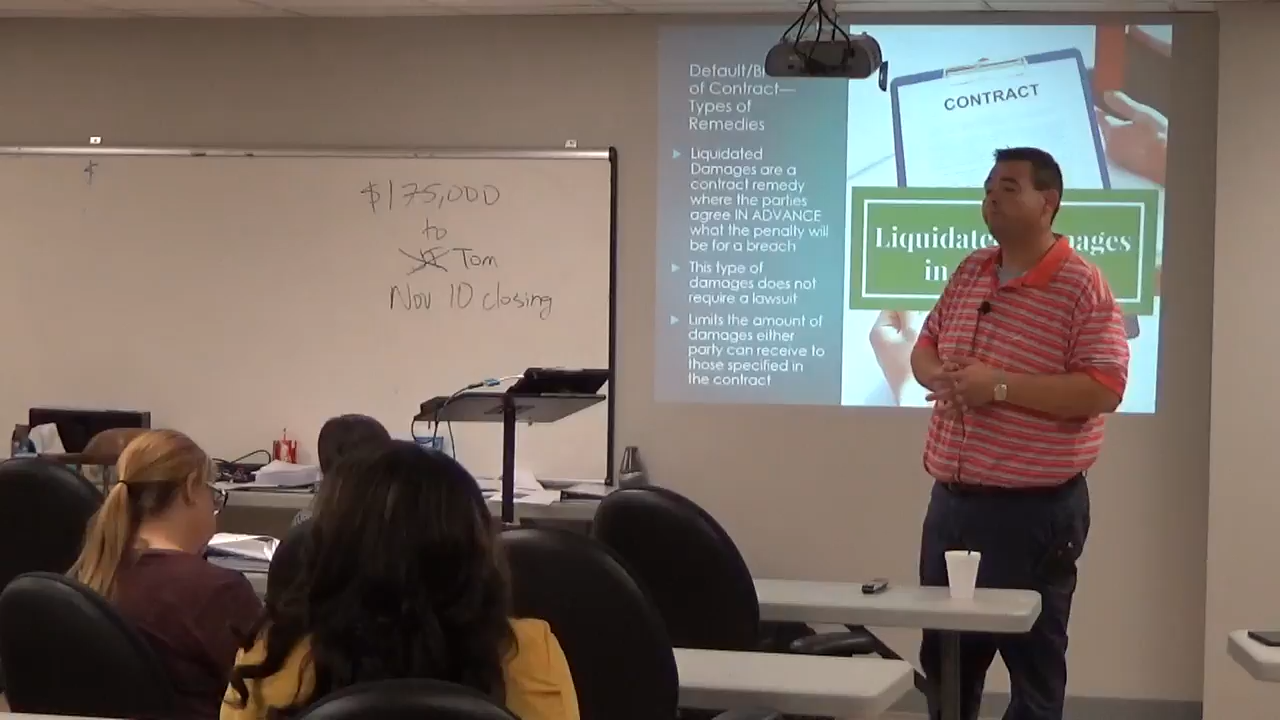 $
$175,000
to
Tom
Nov 10 closing
Default/
of Contract—
Types of
Remedies
Liquidated
Damages are a
contract remedy
where the parties
agree IN ADVANCE
what the penalty will
be for a breach
This type of
damages does not
require a lawsuit
Limits the amount of
damages either
party can receive to
those specified in
the contract
CONTRACT
Liquidate ages
in